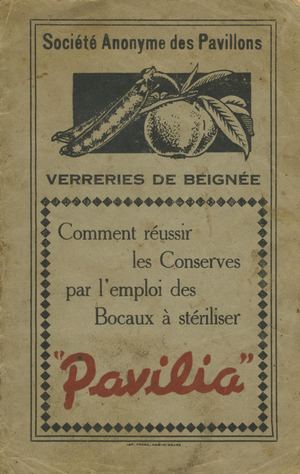 Société Anonyme des Pavillons
VERRERIES DE BEIGNÉE
Comment réussir
les Conserves
par l'emploi des
Bocaux à stériliser
"Pavilia"